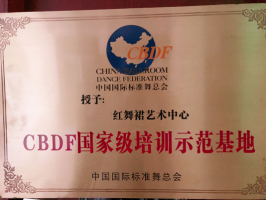 CBDF
CHINA BALLROOM
DANCE FEDERATION
中国国际标准舞总会
授予:
红舞裙艺术中心
CBDF国家级培训示范基地
中国国际标准舞总会